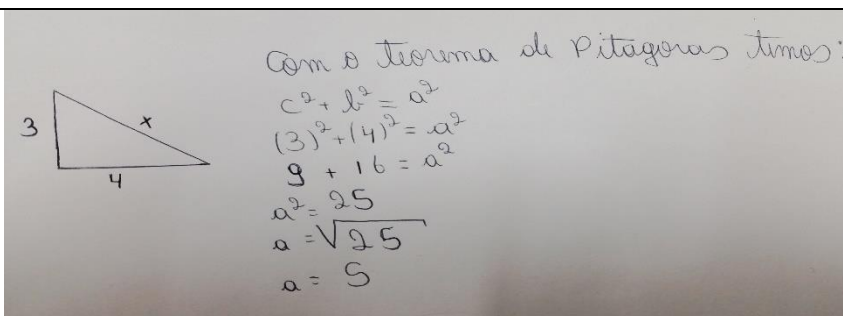 Com o teorema de Pitagoras temos:
c² + b² = a²
(3)² + (4)² = a²
9 + 16 = a²
a² = 25
a = √25
a = 5
3
x
4